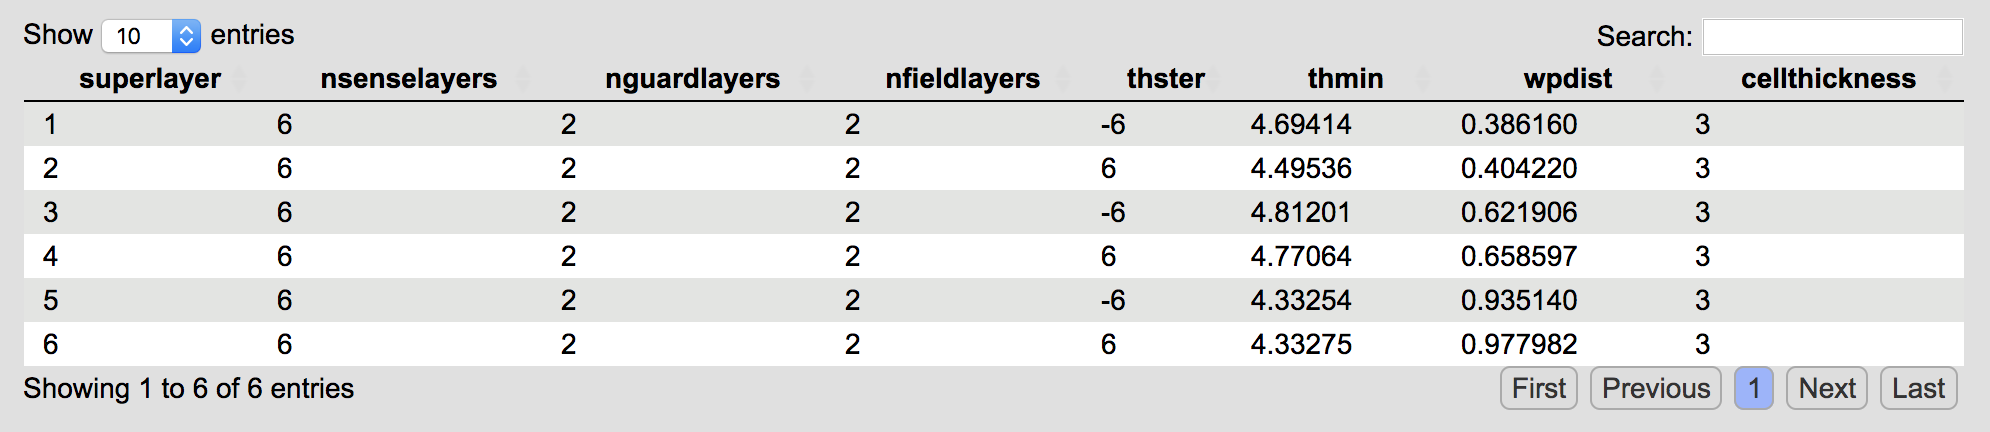 Show 10 entries Search:
superlayer nsenselayers nguardlayers nfieldlayers thster thmin wpdist cellthickness
1 6 2 2 -6 4.69414 0.386160 3
2 6 2 2 6 4.49536 0.404220 3
3 6 2 2 -6 4.81201 0.621906 3
4 6 2 2 6 4.77064 0.658597 3
5 6 2 2 -6 4.33254 0.935140 3
6 6 2 2 6 4.33275 0.977982 3
Showing 1 to 6 of 6 entries First Previous 1 Next Last